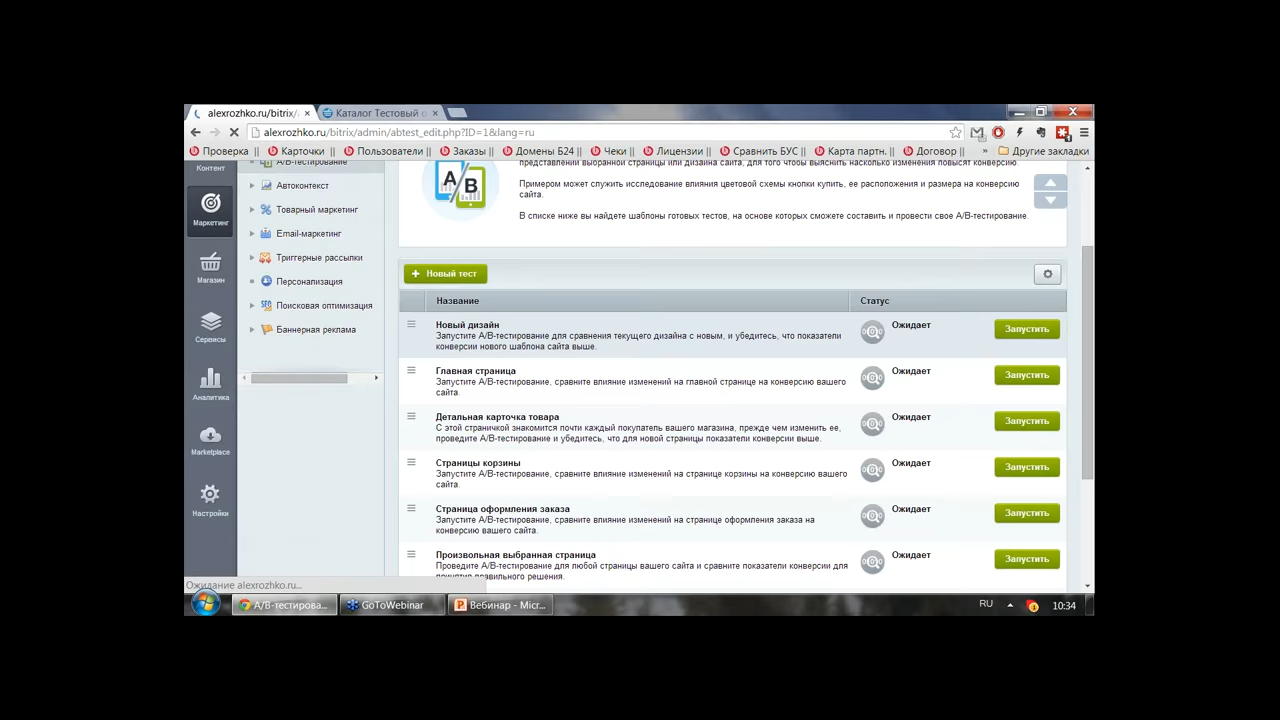 alexrozhko.ru/bitrix/
Каталог Тестовый о
alexrozhko.ru/bitrix/admin/abtest_edit.php?ID=1&lang=ru
Проверка || Карточки || Пользователи || Заказы || Домены Б24 || Чеки || Лицензии || Сравнить БУС || Карта партн. || Договор || » Другие закладки
Контент
Маркетинг
Магазин
Сервисы
Аналитика
Marketplace
Настройки
A/B-тестирование
Автоконтекст
Товарный маркетинг
Email-маркетинг
Триггерные рассылки
Персонализация
Поисковая оптимизация
Баннерная реклама
A/B
представлении выбранной страницы или дизайна сайта, для того чтобы выяснить насколько изменения повысят конверсию.
Примером может служить исследование влияния цветовой схемы кнопки купить, ее расположения и размера на конверсию
сайта.
В списке ниже вы найдете шаблоны готовых тестов, на основе которых сможете составить и провести свое A/B-тестирование.
+ Новый тест
Название Статус
Новый дизайн Ожидает Запустить
Запустите A/B-тестирование для сравнения текущего дизайна с новым, и убедитесь, что показатели
конверсии нового шаблона сайта выше.
Главная страница Ожидает Запустить
Запустите A/B-тестирование, сравните влияние изменений на главной странице на конверсию вашего
сайта.
Детальная карточка товара Ожидает Запустить
С этой страничкой знакомится почти каждый покупатель вашего магазина, прежде чем изменить ее,
проведите A/B-тестирование и убедитесь, что для новой страницы показатели конверсии выше.
Страницы корзины Ожидает Запустить
Запустите A/B-тестирование, сравните влияние изменений на странице корзины на конверсию вашего
сайта.
Страница оформления заказа Ожидает Запустить
Запустите A/B-тестирование, сравните влияние изменений на странице оформления заказа на
конверсию вашего сайта.
Произвольная выбранная страница Ожидает Запустить
Проведите A/B-тестирование для любой страницы вашего сайта и сравните показатели конверсии для
принятия правильного решения.
Ожидание alexrozhko.ru...
A/B-тестирова...
GoToWebinar
Вебинар - Micr...
RU
10:34